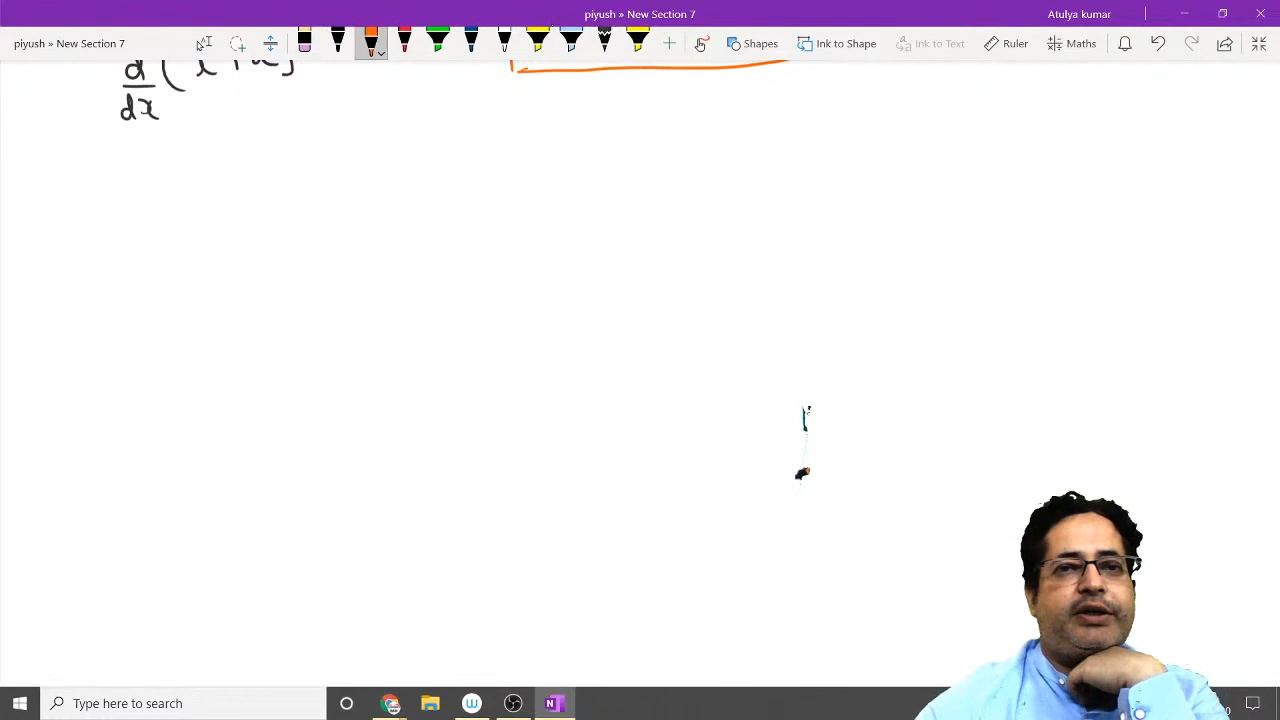 piyush » New Section 7
Atulya kumar
piyush » New Section 7
Shapes
Ink to Shape
Ink to Text
Ruler
Maths
d
dx
Type here to search